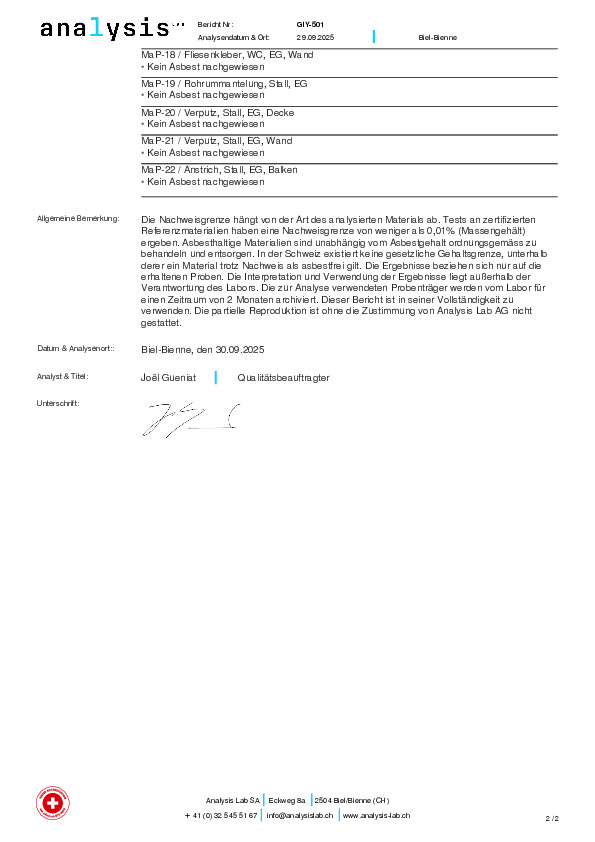 analysis
Bericht Nr: GIY-501
Analysendatum & Ort: 29.09.2025 Biel-Bienne
MaP-18 / Fliesenkleber, WC, EG, Wand
• Kein Asbest nachgewiesen
MaP-19 / Rohrummantelung, Stall, EG
• Kein Asbest nachgewiesen
MaP-20 / Verputz, Stall, EG, Decke
• Kein Asbest nachgewiesen
MaP-21 / Verputz, Stall, EG, Wand
• Kein Asbest nachgewiesen
MaP-22 / Anstrich, Stall, EG, Balken
• Kein Asbest nachgewiesen
Allgemeine Bemerkung:
Die Nachweisgrenze hängt von der Art des analysierten Materials ab. Tests an zertifizierten
Referenzmaterialien haben eine Nachweisgrenze von weniger als 0,01% (Massengehält)
ergeben. Asbesthaltige Materialien sind unabhängig vom Asbestgehalt ordnungsgemäss zu
behandeln und entsorgen. In der Schweiz existiert keine gesetzliche Gehaltsgrenze, unterhalb
derer ein Material trotz Nachweis als asbestfrei gilt. Die Ergebnisse beziehen sich nur auf die
erhaltenen Proben. Die Interpretation und Verwendung der Ergebnisse liegt außerhalb der
Verantwortung des Labors. Die zur Analyse verwendeten Probenträger werden vom Labor für
einen Zeitraum von 2 Monaten archiviert. Dieser Bericht ist in seiner Vollständigkeit zu
verwenden. Die partielle Reproduktion ist ohne die Zustimmung von Analysis Lab AG nicht
gestattet.
Datum & Analysenort:: Biel-Bienne, den 30.09.2025
Analyst & Titel: Joël Gueniat Qualitätsbeauftragter
Unterschrift:
Analysis Lab SA Eckweg 8a 2504 Biel/Bienne (CH)
+ 41 (0) 32 545 51 67 info@analysislab.ch www.analysis-lab.ch
2 / 2